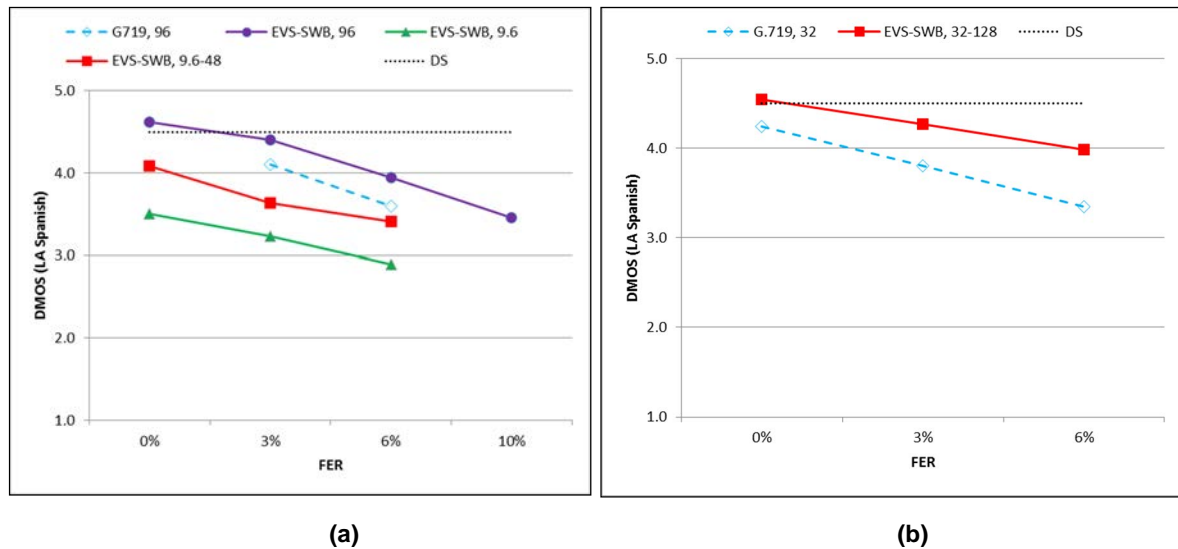 G719, 96 EVS-SWB, 96 EVS-SWB, 9.6
EVS-SWB, 9.6-48 DS
5.0
4.0
3.0
2.0
1.0
DMOS (LA Spanish)
0% 3% 6% 10%
FER
(a)
G.719, 32 EVS-SWB, 32-128 DS
5.0
4.0
3.0
2.0
1.0
DMOS (LA Spanish)
0% 3% 6%
FER
(b)